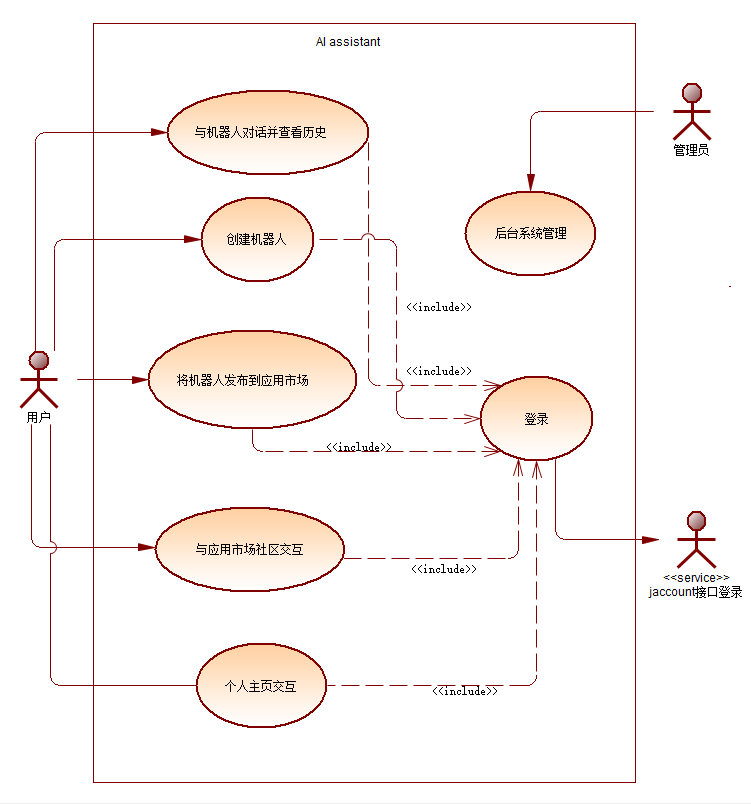 AI assistant
与机器人对话并查看历史
管理员
创建机器人
后台系统管理
<<include>>
<<include>>
将机器人发布到应用市场
用户
登录
<<include>>
与应用市场社区交互
<<include>>
<<service>>
jaccount接口登录
个人主页交互
<<include>>